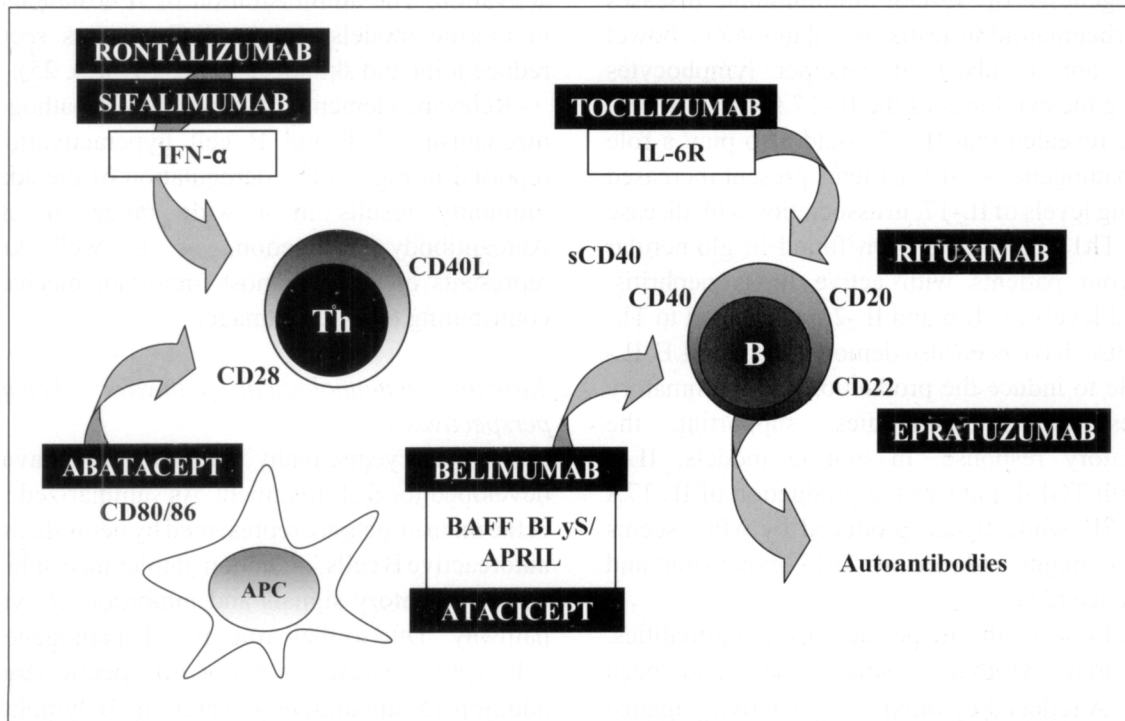 RONTALIZUMAB
SIFALIMUMAB
IFN-α
TOCILIZUMAB
IL-6R
CD40L
sCD40
RITUXIMAB
CD40
CD20
Th
B
CD28
CD22
EPRATUZUMAB
ABATACEPT
CD80/86
BELIMUMAB
BAFF BLyS/
APRIL
ATACICEPT
APC
Autoantibodies